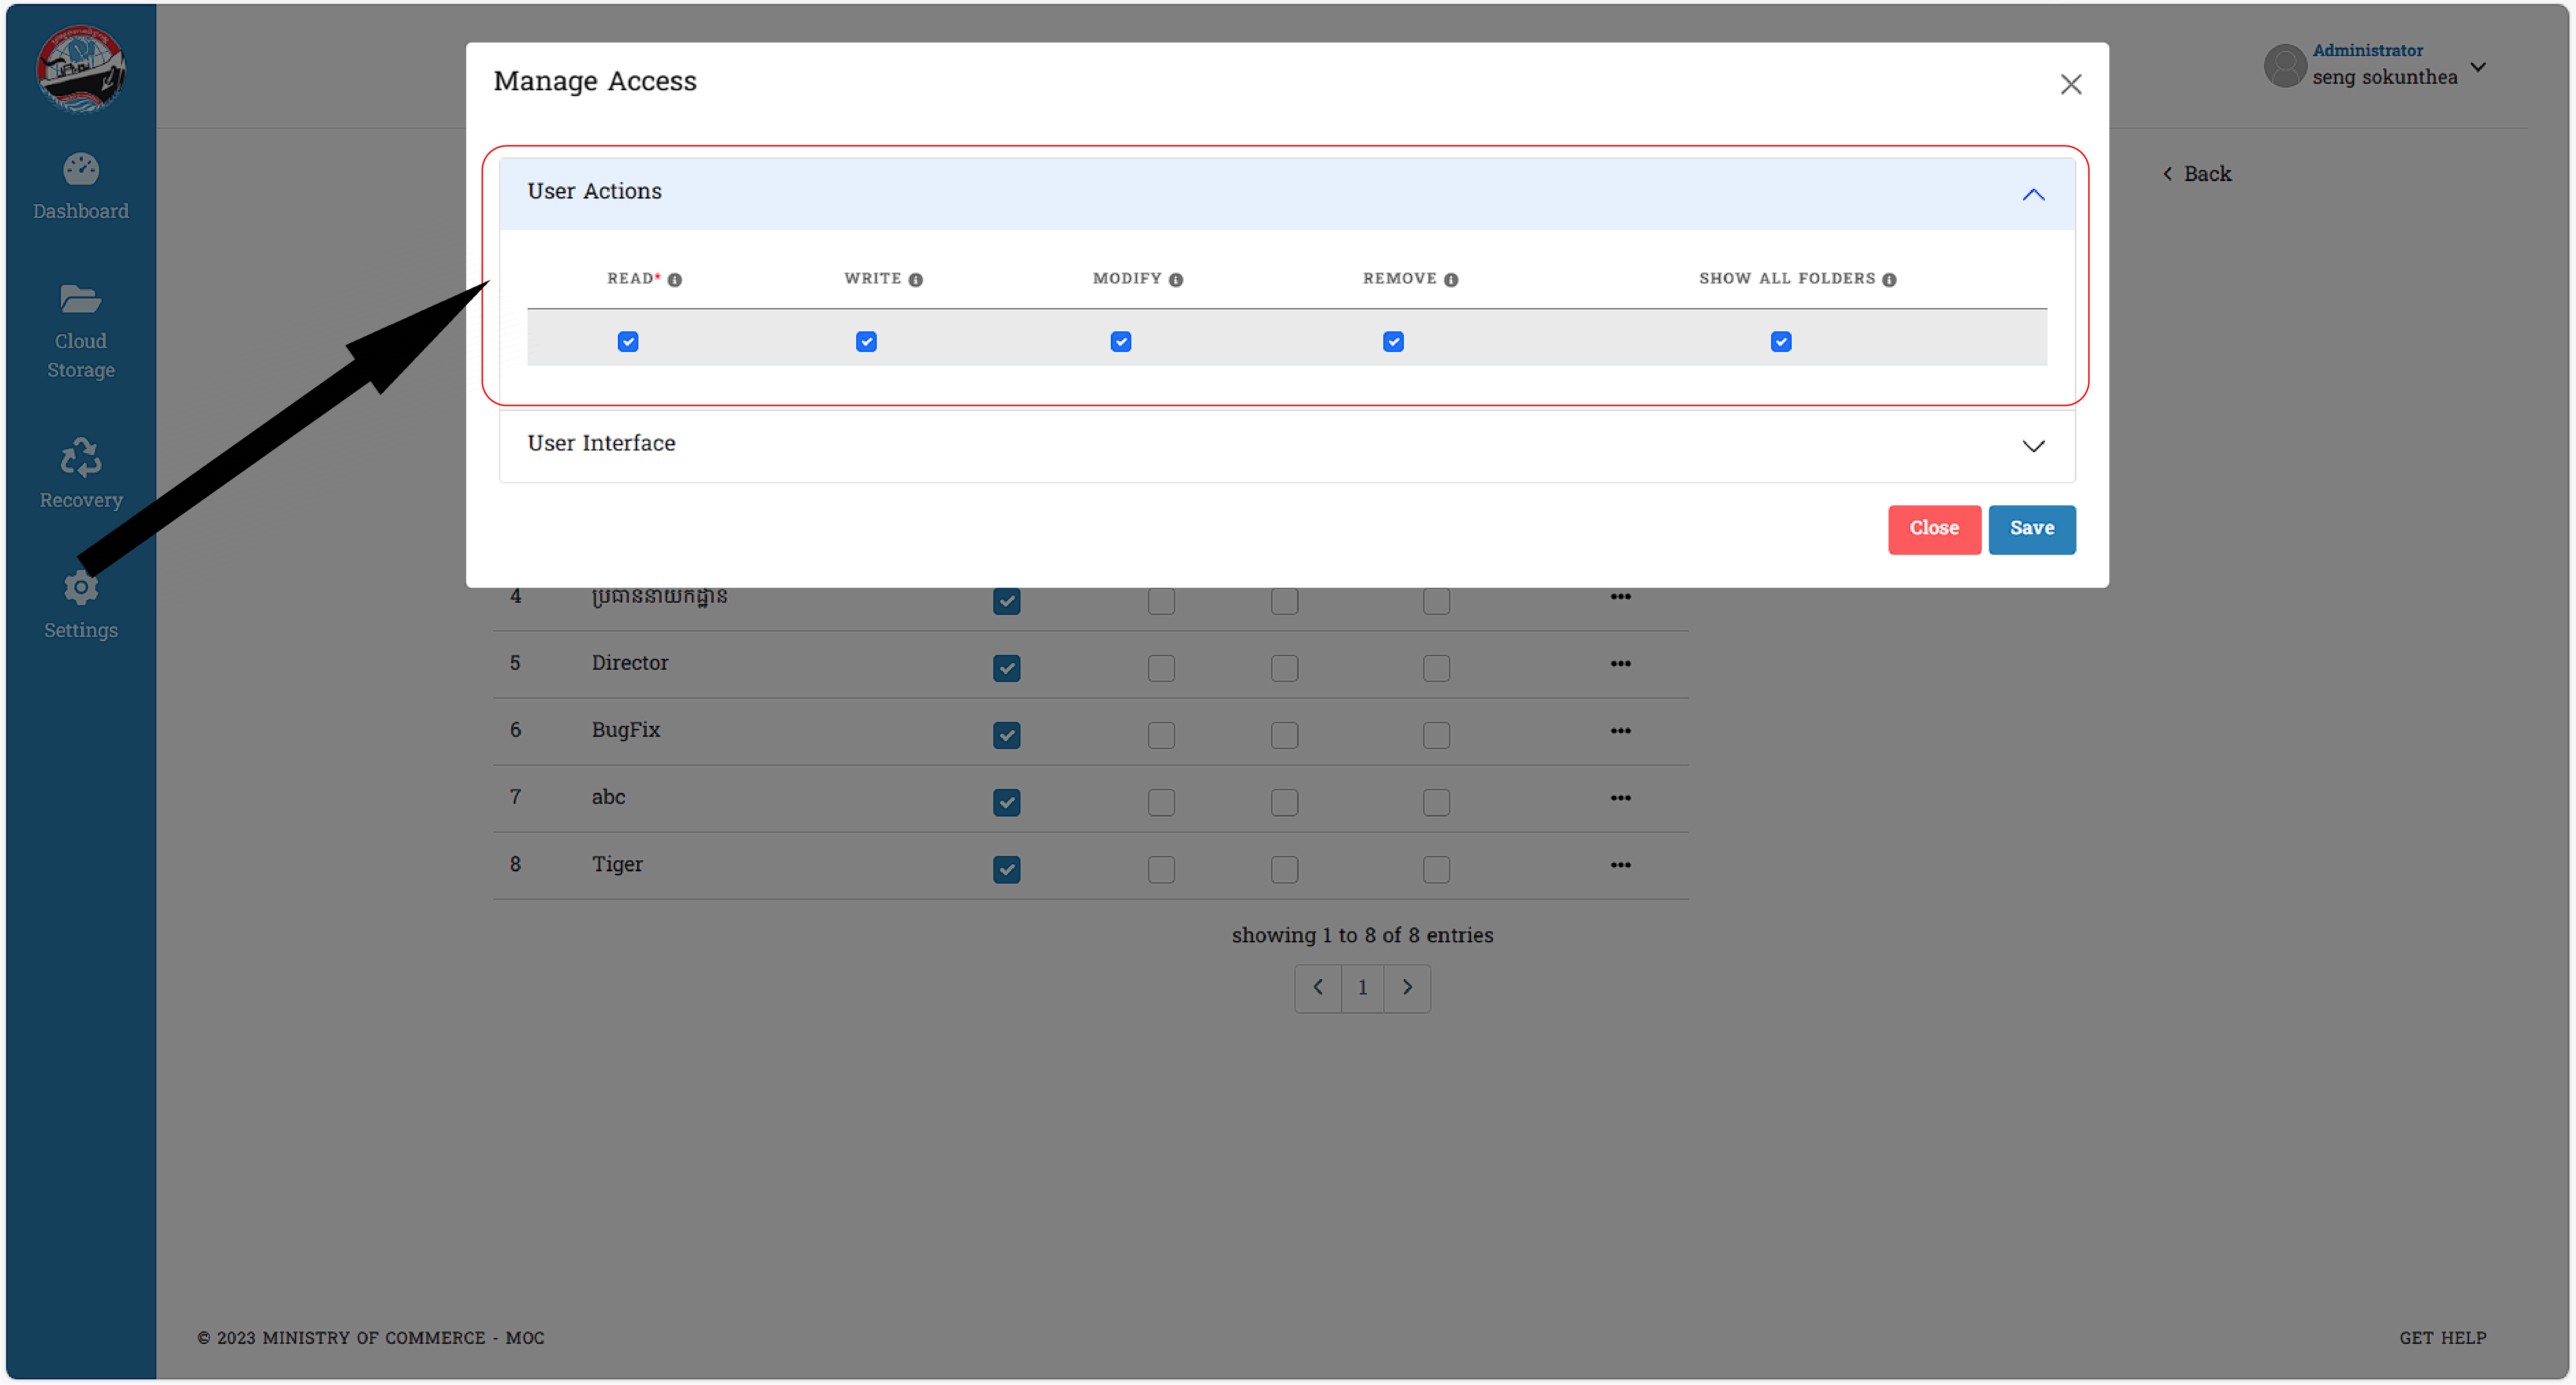 Administrator
seng sokunthea
Manage Access
Back
User Actions
READ* WRITE MODIFY REMOVE SHOW ALL FOLDERS
User Interface
Close Save
Dashboard
Cloud
Storage
Recovery
Settings
4 ប្រធាននាយកដ្ឋាន •••
5 Director •••
6 BugFix •••
7 abc •••
8 Tiger •••
showing 1 to 8 of 8 entries
1
© 2023 MINISTRY OF COMMERCE - MOC
GET HELP